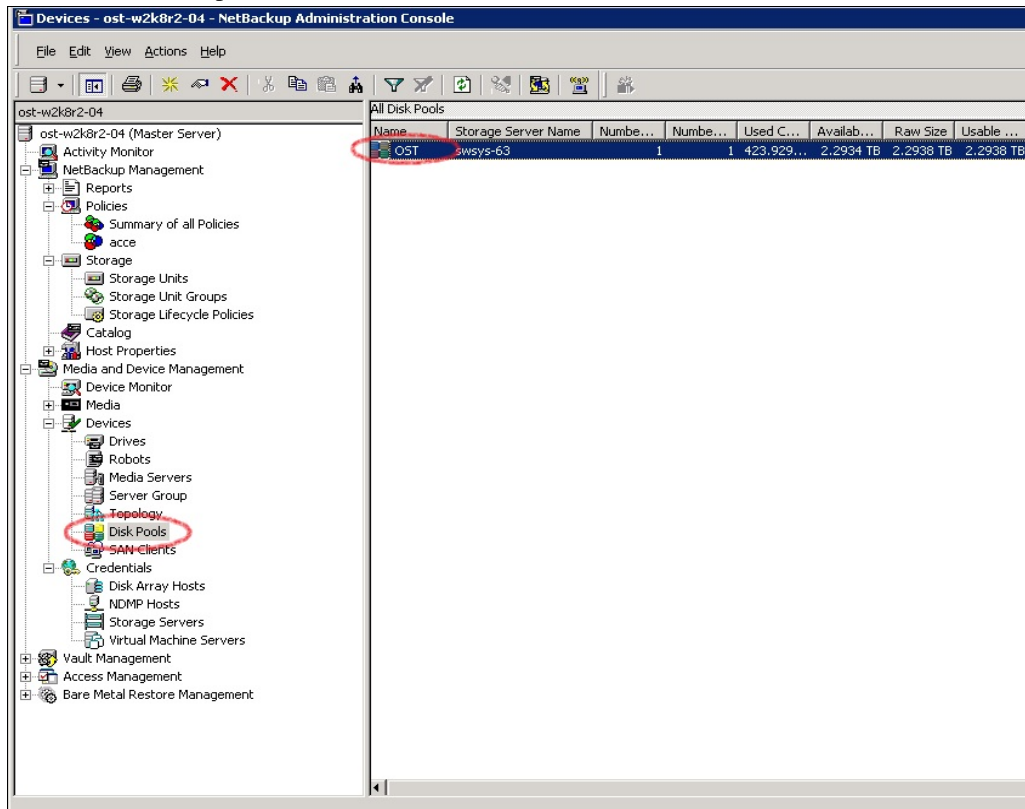 Devices - ost-w2k8r2-04 - NetBackup Administration Console
File Edit View Actions Help
ost-w2k8r2-04
ost-w2k8r2-04 (Master Server)
Activity Monitor
NetBackup Management
Reports
Policies
Summary of all Policies
acce
Storage
Storage Units
Storage Unit Groups
Storage Lifecycle Policies
Catalog
Host Properties
Media and Device Management
Device Monitor
Media
Devices
Drives
Robots
Media Servers
Server Group
Topology
Disk Pools
SAN Clients
Credentials
Disk Array Hosts
NDMP Hosts
Storage Servers
Virtual Machine Servers
Vault Management
Access Management
Bare Metal Restore Management
All Disk Pools
Name Storage Server Name Numbe... Numbe... Used C... Availab... Raw Size Usable ...
OST swsys-63 1 1 423.929... 2.2934 TB 2.2938 TB 2.2938 TB